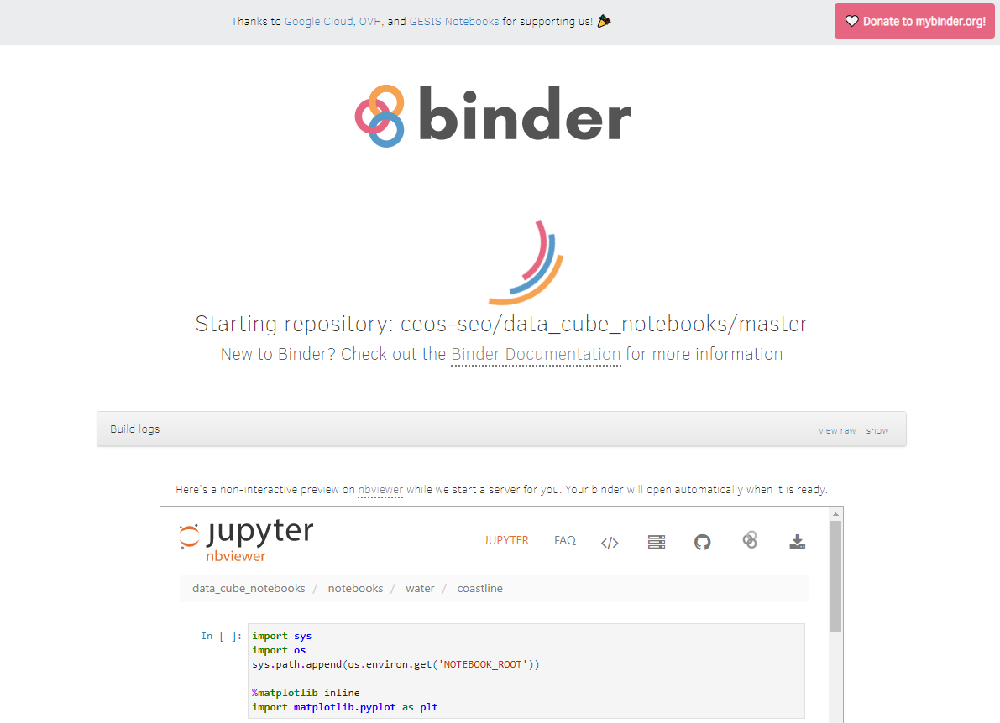 Thanks to Google Cloud, OVH, and GESIS Notebooks for supporting us!
Donate to mybinder.org!
binder
Starting repository: ceos-seo/data_cube_notebooks/master
New to Binder? Check out the Binder Documentation for more information
Build logs
view raw show
Here's a non-interactive preview on nbviewer while we start a server for you. Your binder will open automatically when it is ready.
jupyter
nbviewer
JUPYTER FAQ </>
data_cube_notebooks / notebooks / water / coastline
In [ ]: import sys
import os
sys.path.append(os.environ.get('NOTEBOOK_ROOT'))
%matplotlib inline
import matplotlib.pyplot as plt